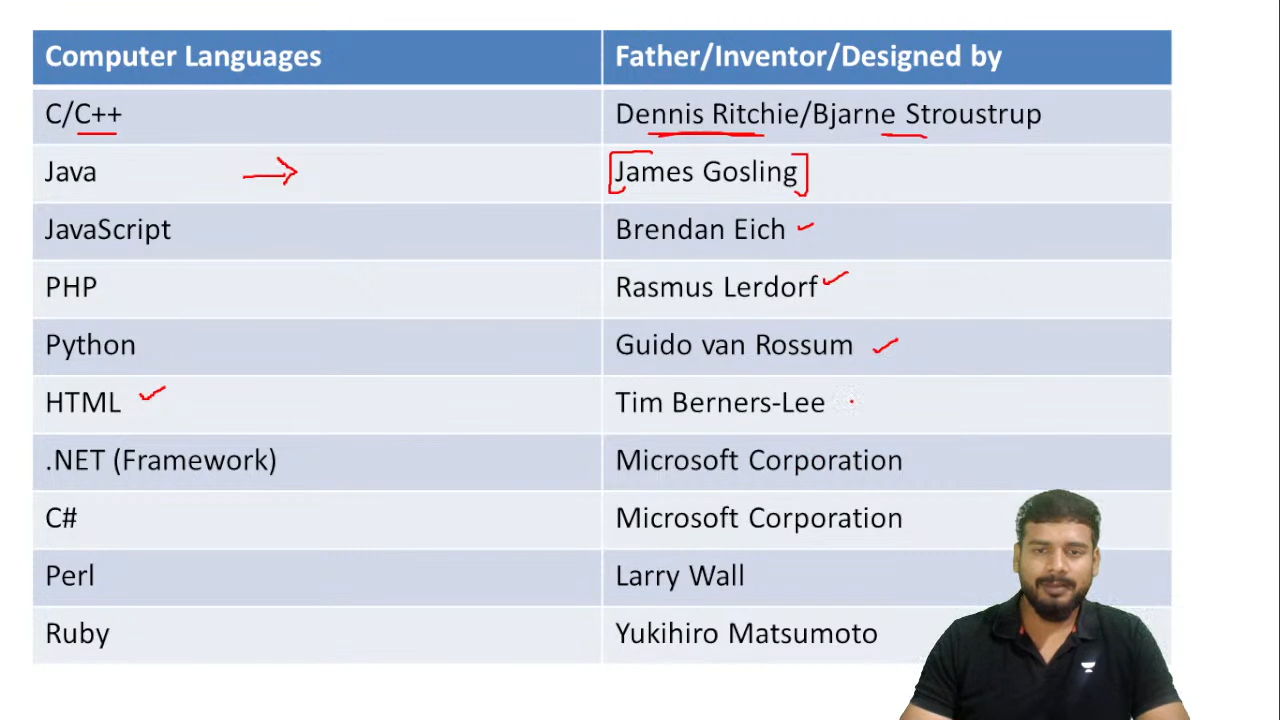 Computer Languages Father/Inventor/Designed by
C/C++ Dennis Ritchie/Bjarne Stroustrup
Java James Gosling
JavaScript Brendan Eich
PHP Rasmus Lerdorf
Python Guido van Rossum
HTML Tim Berners-Lee
.NET (Framework) Microsoft Corporation
C# Microsoft Corporation
Perl Larry Wall
Ruby Yukihiro Matsumoto